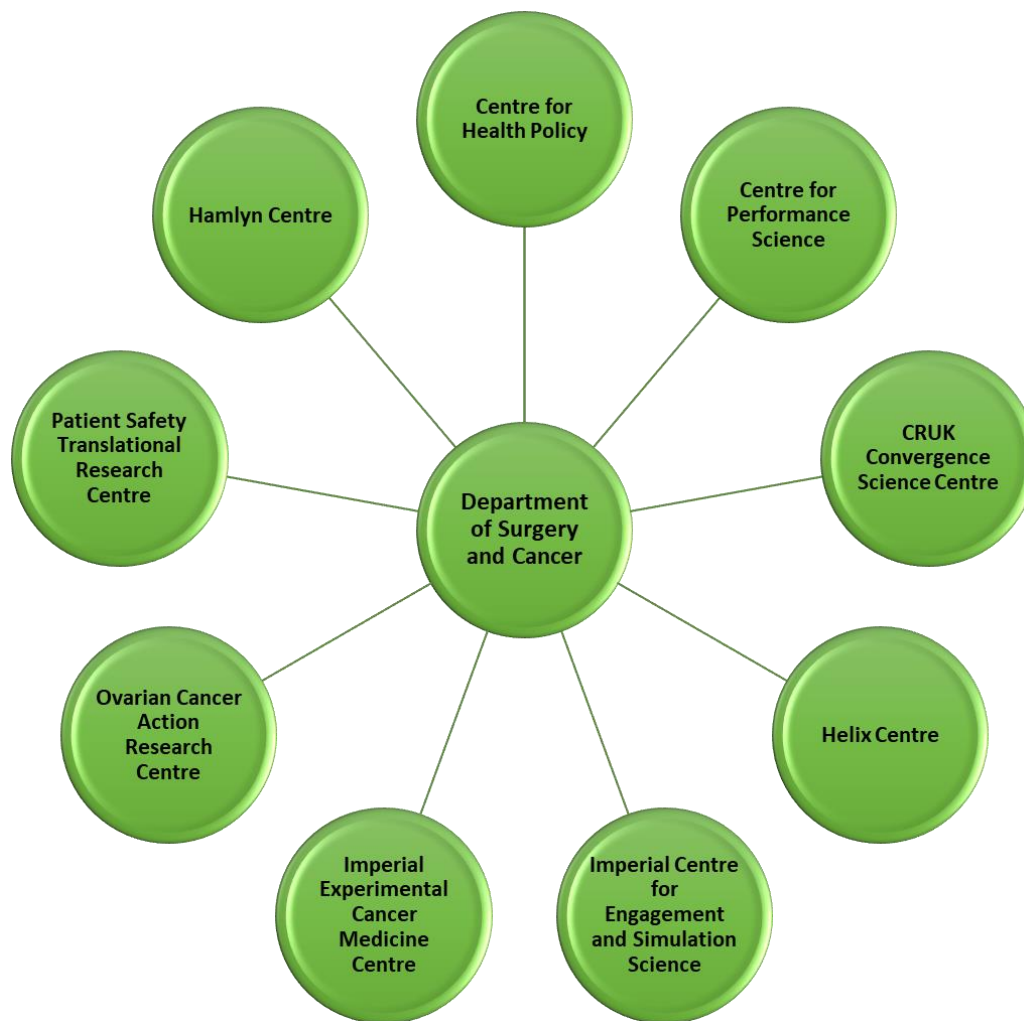 Centre for
Health Policy
Hamlyn Centre
Centre for
Performance
Science
Patient Safety
Translational
Research
Centre
CRUK
Convergence
Science Centre
Department
of Surgery
and Cancer
Ovarian Cancer
Action
Research
Centre
Helix Centre
Imperial
Experimental
Cancer
Medicine
Centre
Imperial Centre
for
Engagement
and Simulation
Science